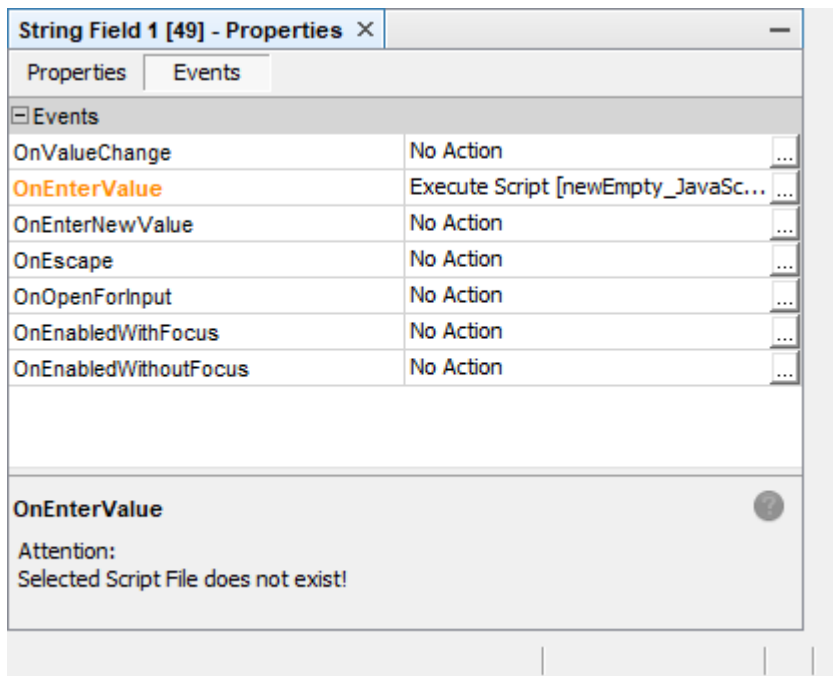 String Field 1 [49] - Properties ×
Properties Events
Events
OnValueChange No Action ...
OnEnterValue Execute Script [newEmpty_JavaSc... ...
OnEnterNewValue No Action ...
OnEscape No Action ...
OnOpenForInput No Action ...
OnEnabledWithFocus No Action ...
OnEnabledWithoutFocus No Action ...
OnEnterValue
?
Attention:
Selected Script File does not exist!